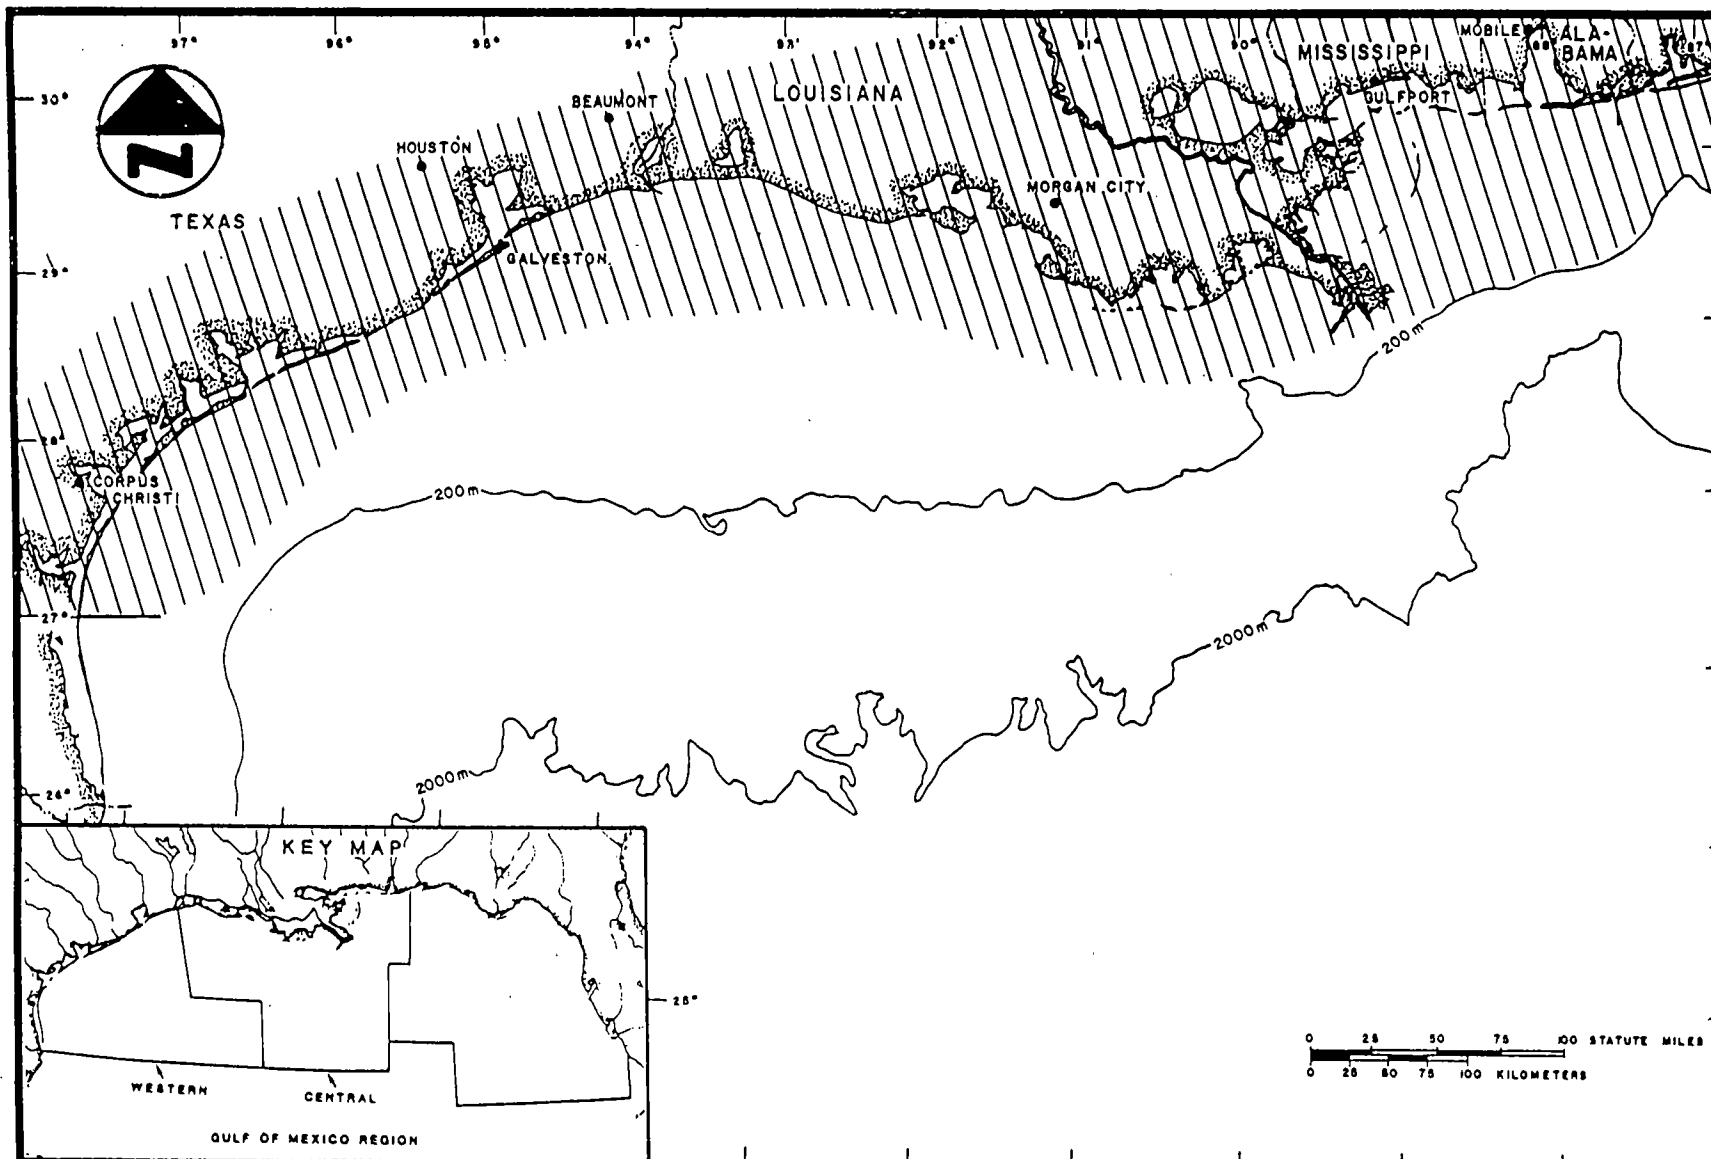 97° 96° 95° 94° 93° 92° 91° 90° 88 87
MOBILE ALA-
BAMA
MISSISSIPPI
30°
BEAUMONT
LOUISIANA
GULFPORT
HOUSTON
N
MORGAN CITY
TEXAS
GALVESTON
29°
200m
28°
CORPUS
CHRISTI
200m
27°
2000m
2000m
26°
KEY MAP
25°
0 25 50 75 100 STATUTE MILES
0 25 50 75 100 KILOMETERS
WESTERN
CENTRAL
GULF OF MEXICO REGION